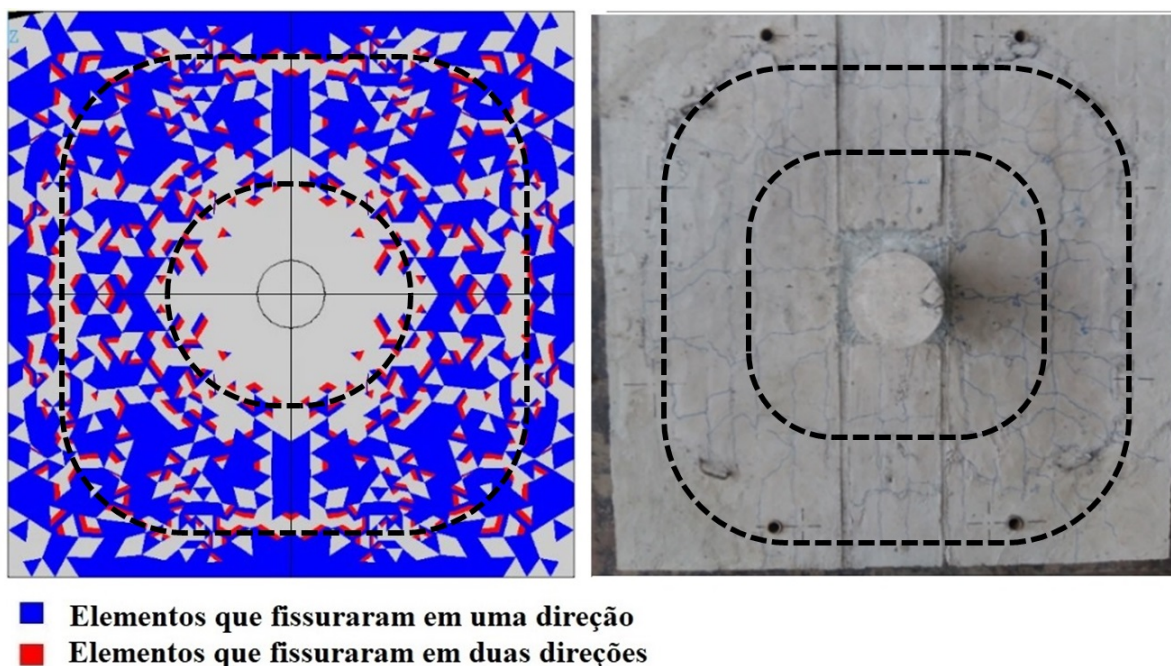 Z
Elementos que fissuraram em uma direção
Elementos que fissuraram em duas direções